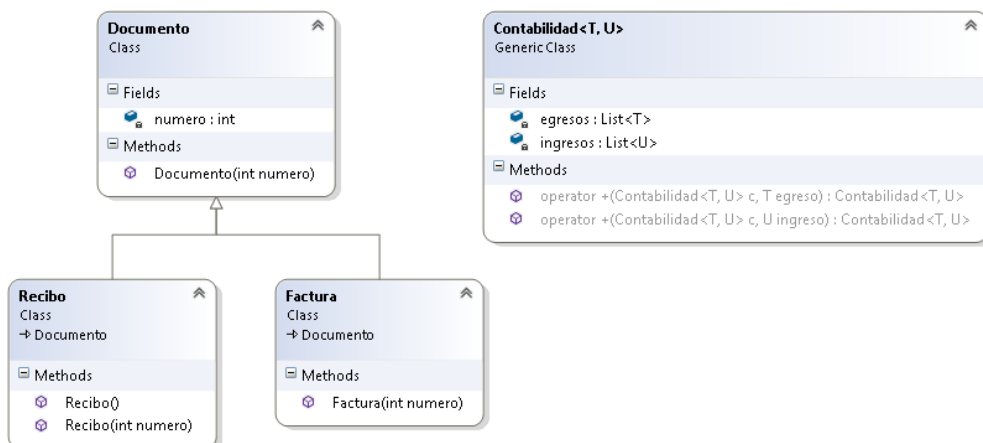 Documento
Class
Fields
numero : int
Methods
Documento(int numero)
Contabilidad<T, U>
Generic Class
Fields
egresos : List<T>
ingresos : List<U>
Methods
operator +(Contabilidad<T, U> c, T egreso) : Contabilidad<T, U>
operator +(Contabilidad<T, U> c, U ingreso) : Contabilidad<T, U>
Recibo
Class
Documento
Methods
Recibo()
Recibo(int numero)
Factura
Class
Documento
Methods
Factura(int numero)